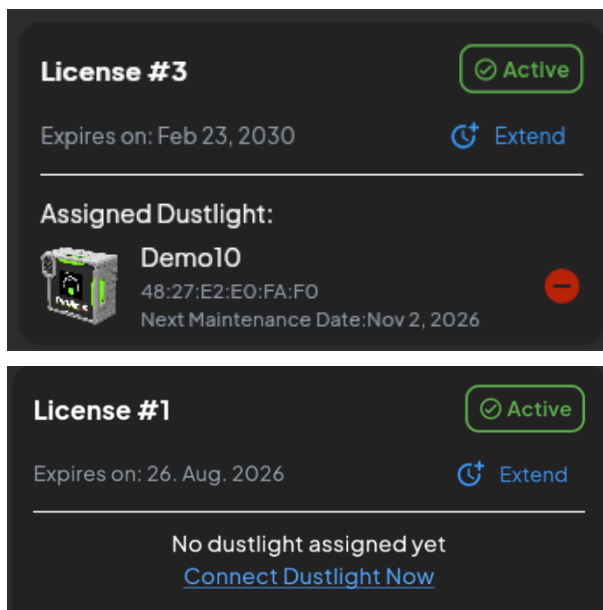 License #3
Active
Expires on: Feb 23, 2030
Extend
Assigned Dustlight:
Demo10
48:27:E2:E0:FA:F0
Next Maintenance Date:Nov 2, 2026
License #1
Active
Expires on: 26. Aug. 2026
Extend
No dustlight assigned yet
Connect Dustlight Now